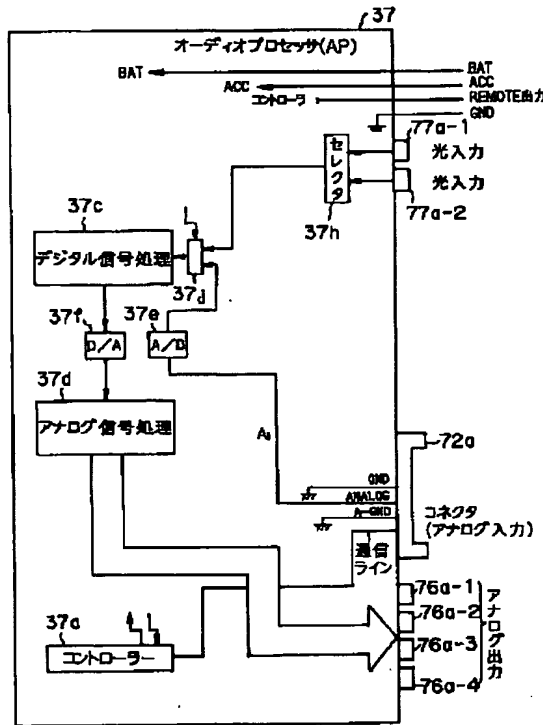 37
オーディオプロセッサ(AP)
BAT
BAT
ACC
ACC
コントローラ
REMOTE出力
GND
77a-1
セレクタ
光入力
光入力
37h
77a-2
37c
デジタル信号処理
37d
37f
37e
D/A
A/D
37d
アナログ信号処理
72a
GND
ANALOG
A-GND
コネクタ
(アナログ入力)
通信
ライン
76a-1
76a-2
76a-3
76a-4
アナログ出力
37a
コントローラー